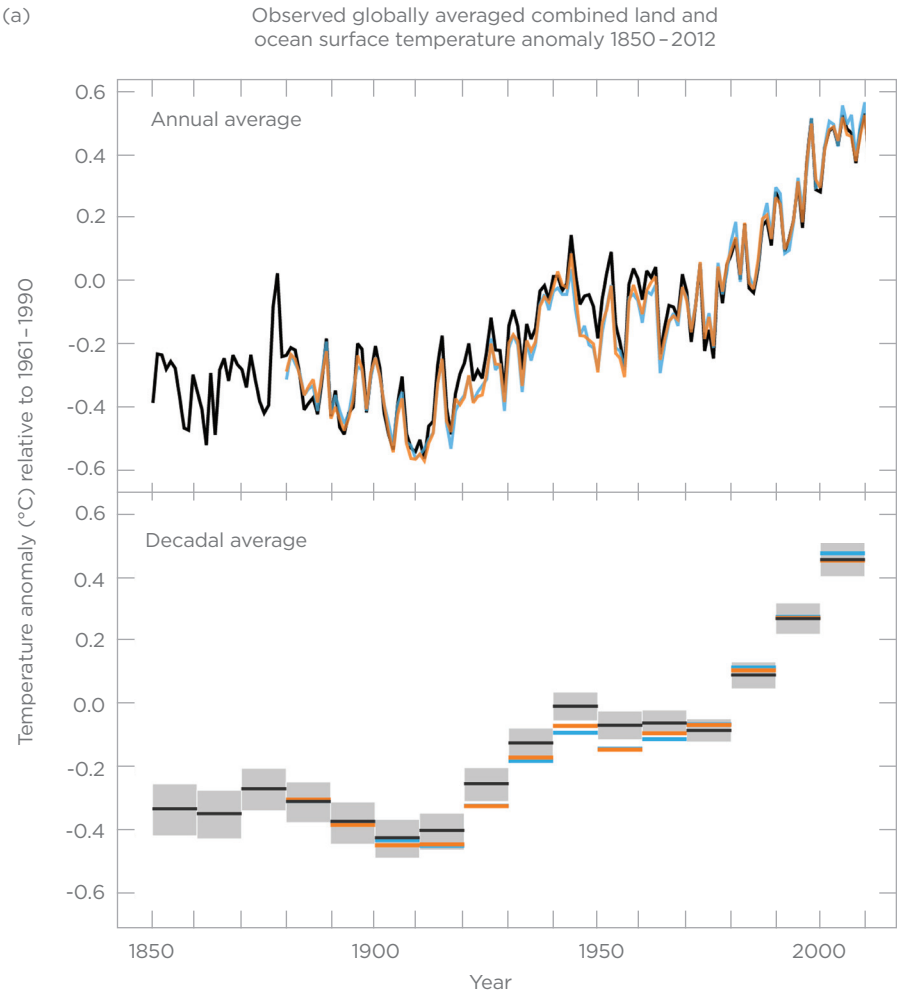 (a)
Observed globally averaged combined land and
ocean surface temperature anomaly 1850–2012
Temperature anomaly (°C) relative to 1961–1990
Annual average
0.6
0.4
0.2
0.0
-0.2
-0.4
-0.6
Decadal average
0.6
0.4
0.2
0.0
-0.2
-0.4
-0.6
1850
1900
1950
2000
Year